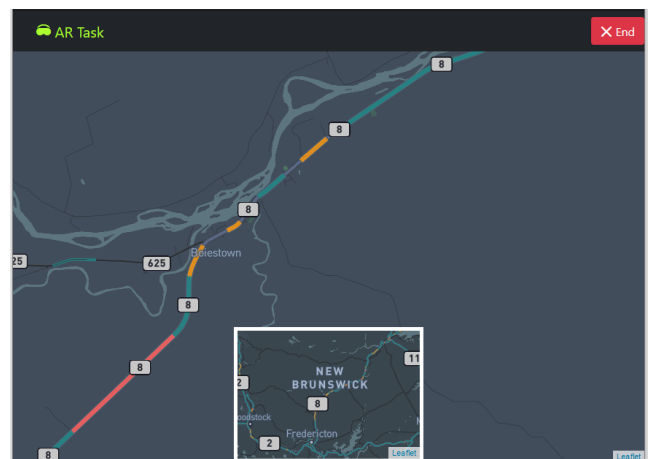 AR Task
End
8
8
8
Boiestown
25
625
8
8
8
NEW
BRUNSWICK
11
2
8
oodstock
Fredericton
2
Leaflet
Leaflet